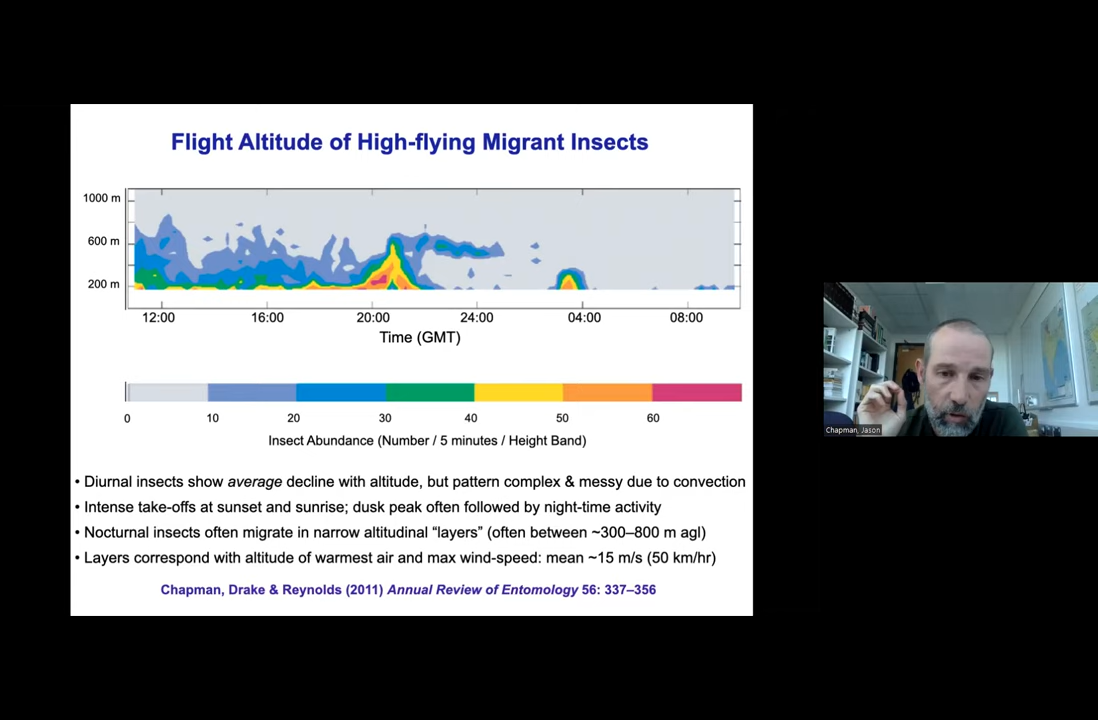 Flight Altitude of High-flying Migrant Insects
1000 m
600 m
200 m
12:00 16:00 20:00 24:00 04:00 08:00
Time (GMT)
0 10 20 30 40 50 60
Insect Abundance (Number / 5 minutes / Height Band)
• Diurnal insects show average decline with altitude, but pattern complex & messy due to convection
• Intense take-offs at sunset and sunrise; dusk peak often followed by night-time activity
• Nocturnal insects often migrate in narrow altitudinal “layers” (often between ~300–800 m agl)
• Layers correspond with altitude of warmest air and max wind-speed: mean ~15 m/s (50 km/hr)
Chapman, Drake & Reynolds (2011) Annual Review of Entomology 56: 337–356
Chapman, Jason